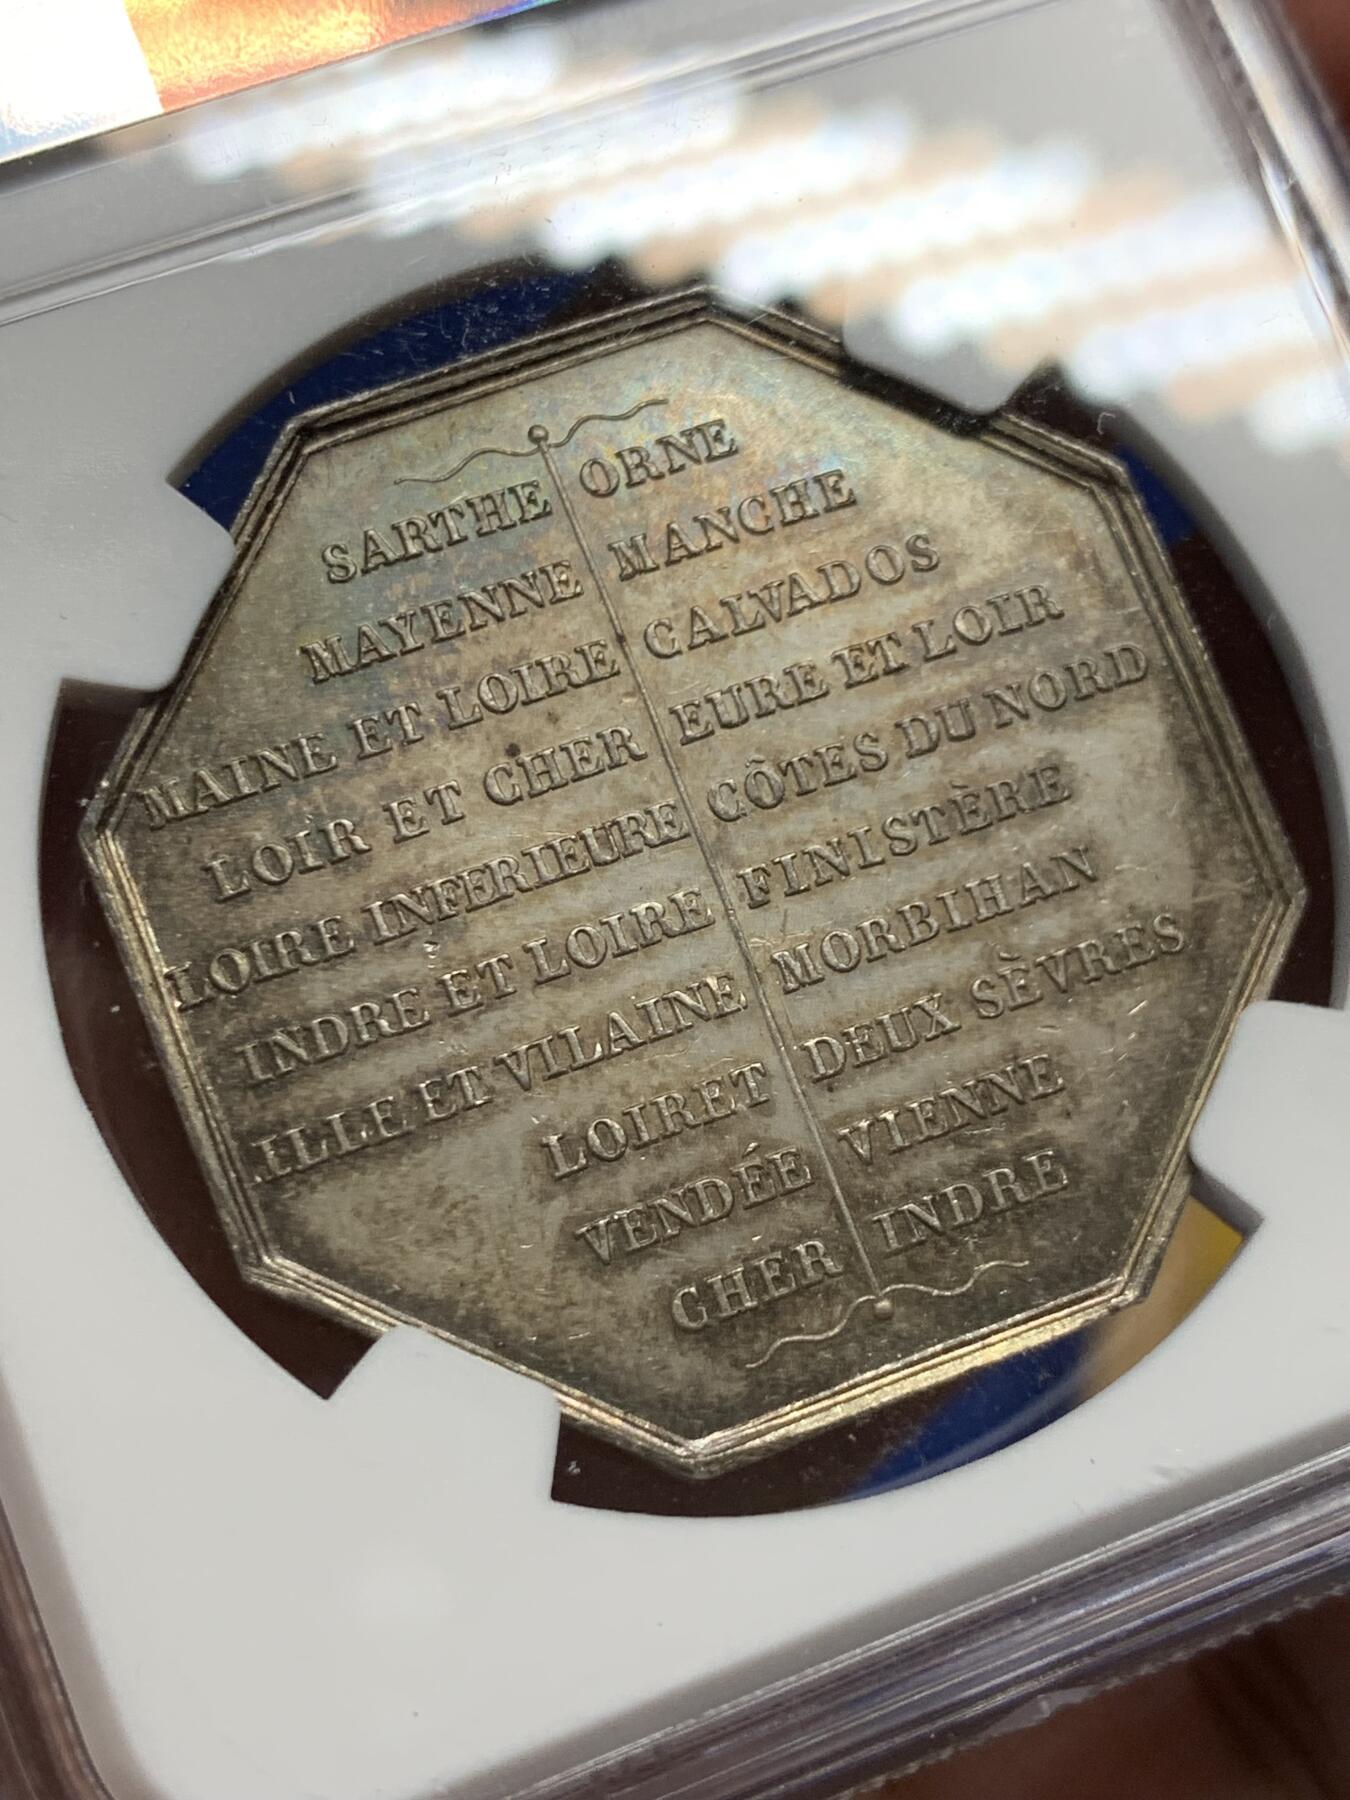 SARTHE
MAYENNE
MAINE ET LOIRE
LOIR ET CHER
LOIRE INFERIEURE
INDRE ET LOIRE
ILLE ET VILAINE
LOIRET
VENDÉE
CHER
ORNE
MANCHE
CALVADOS
EURE ET LOIR
CÔTES DU NORD
FINISTÈRE
MORBIHAN
DEUX SÈVRES
VIENNE
INDRE